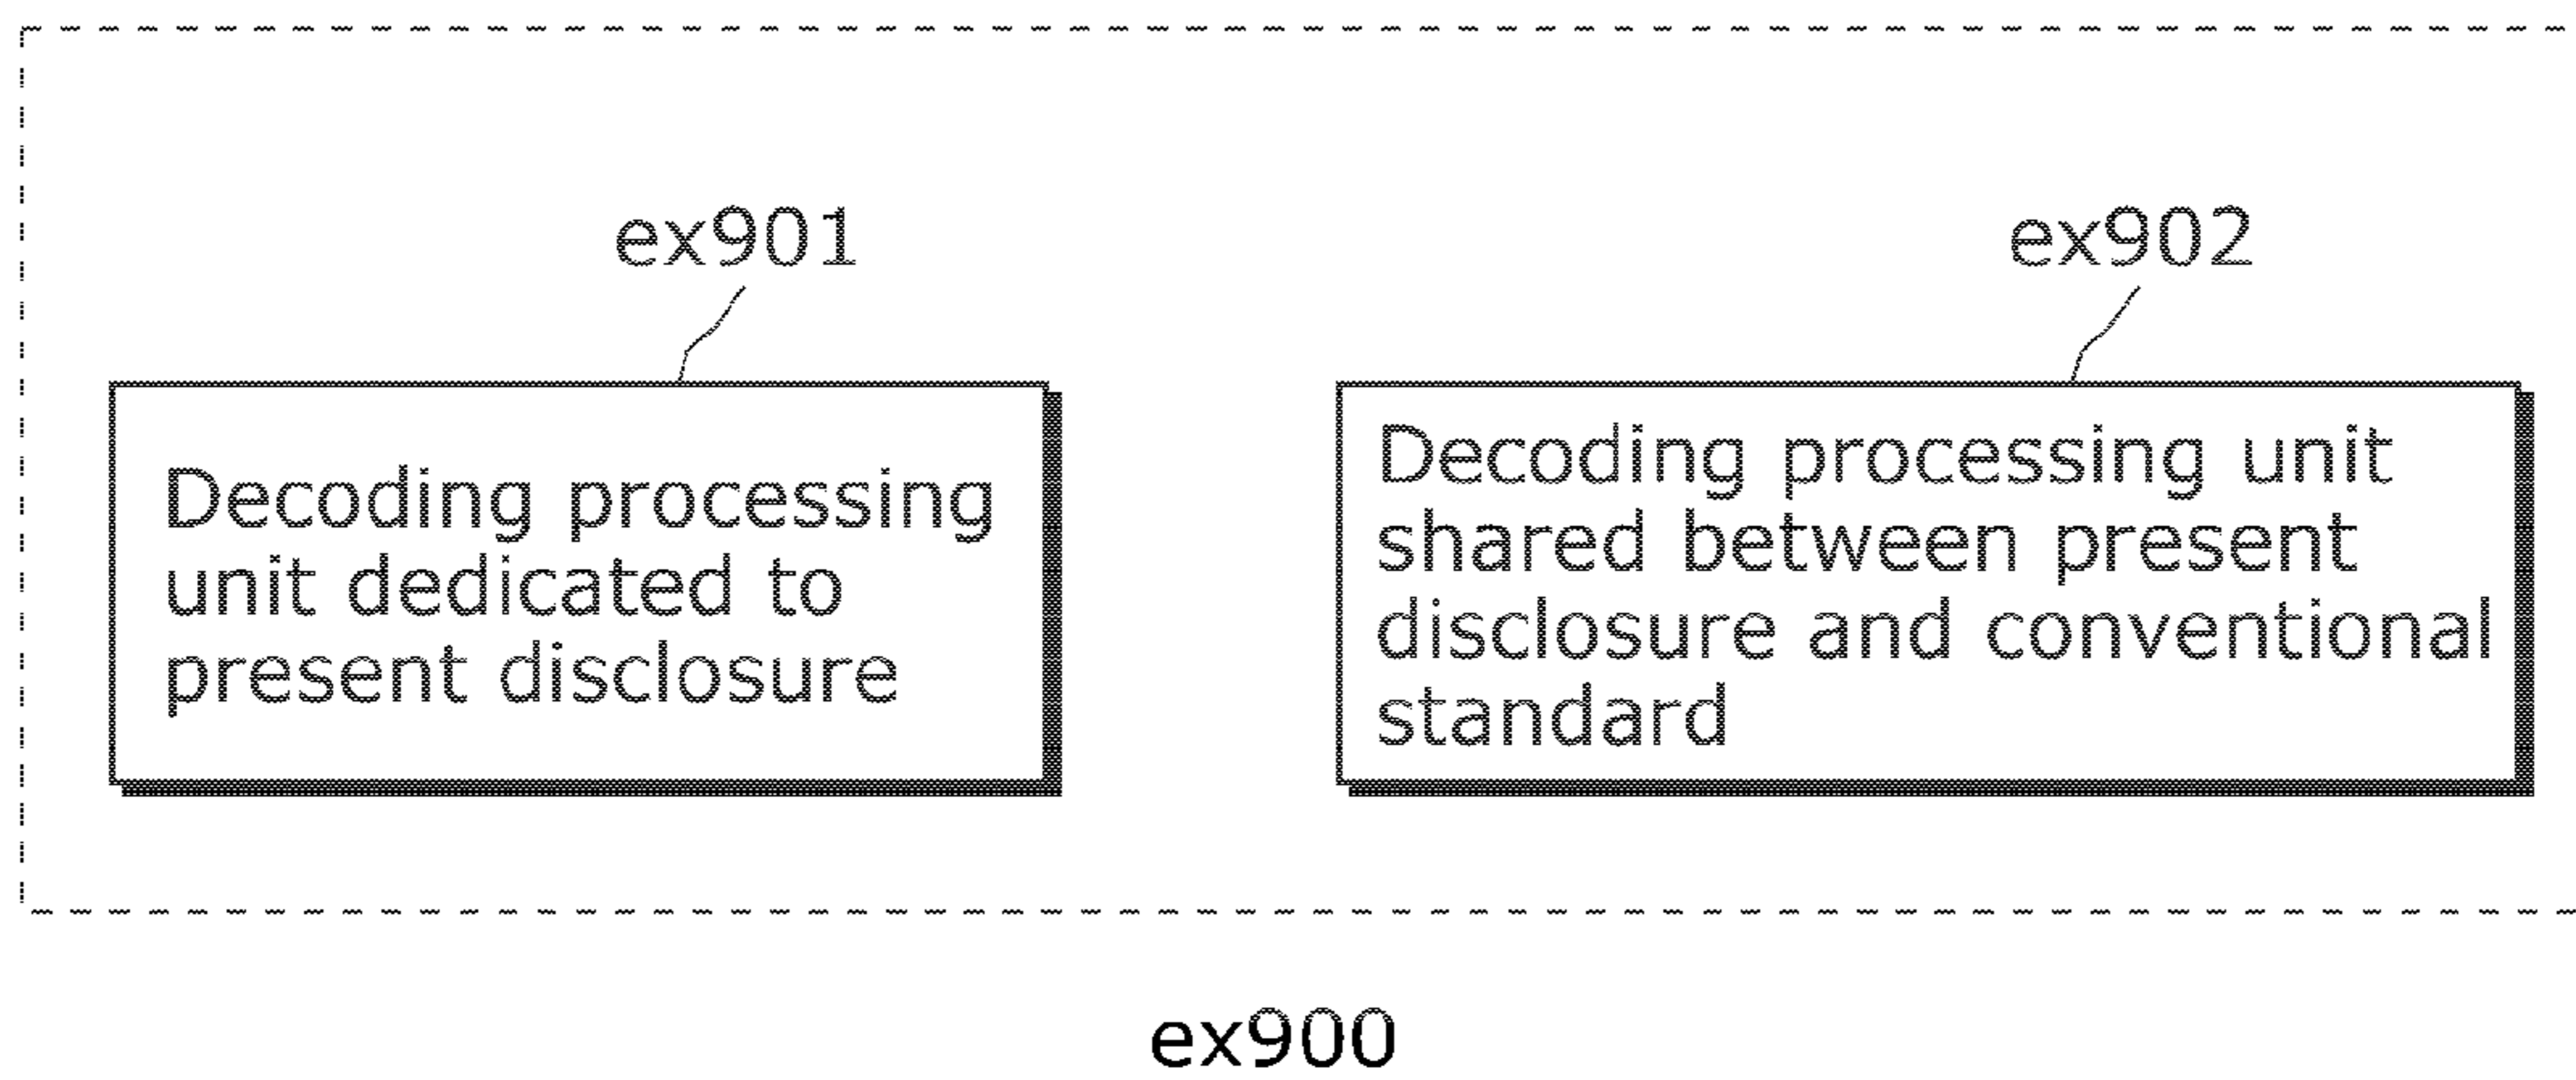 ex901
Decoding processing
unit dedicated to
present disclosure
ex902
Decoding processing unit
shared between present
disclosure and conventional
standard
ex900